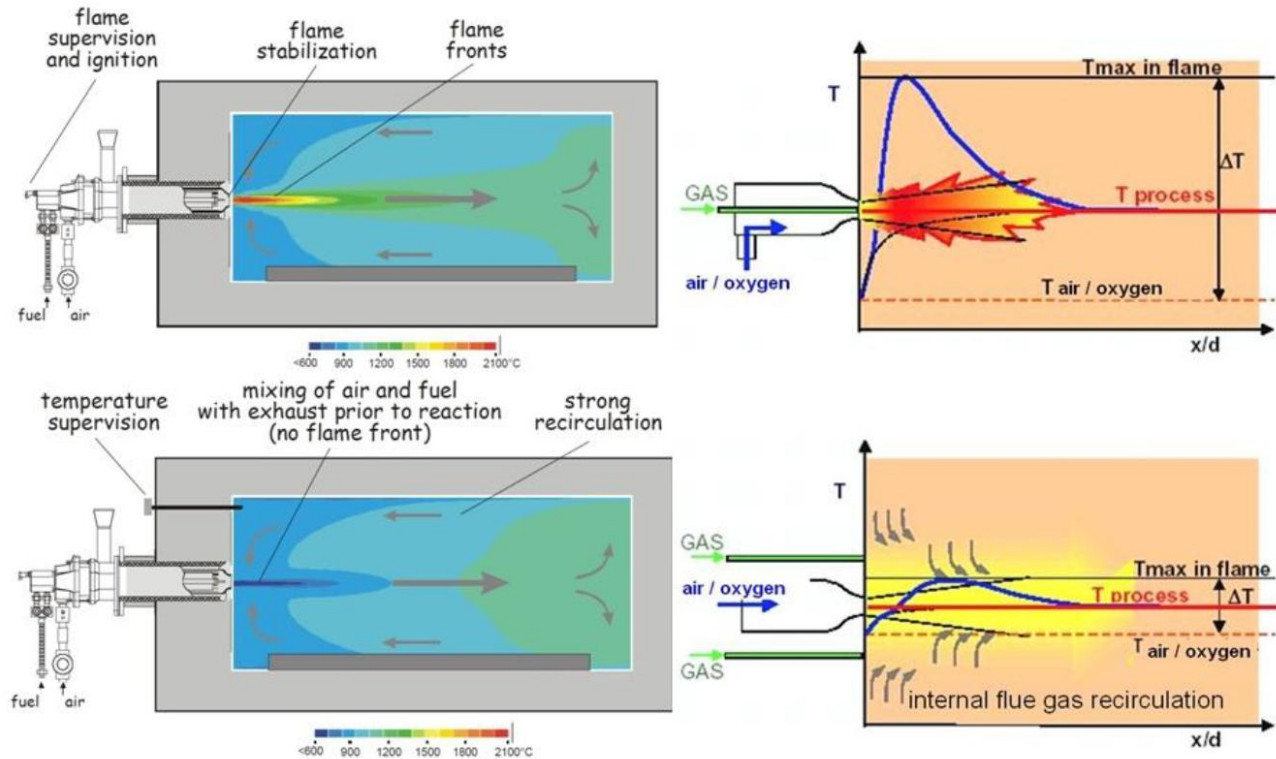 flame
supervision
and ignition
flame
stabilization
flame
fronts
fuel
air
<600 900 1200 1500 1800 2100°C
T
Tmax in flame
ΔT
GAS
T process
air / oxygen
T air / oxygen
x/d
temperature
supervision
mixing of air and fuel
with exhaust prior to reaction
(no flame front)
strong
recirculation
fuel
air
<600 900 1200 1500 1800 2100°C
T
GAS
Tmax in flame
air / oxygen
T process
ΔT
T air / oxygen
GAS
internal flue gas recirculation
x/d